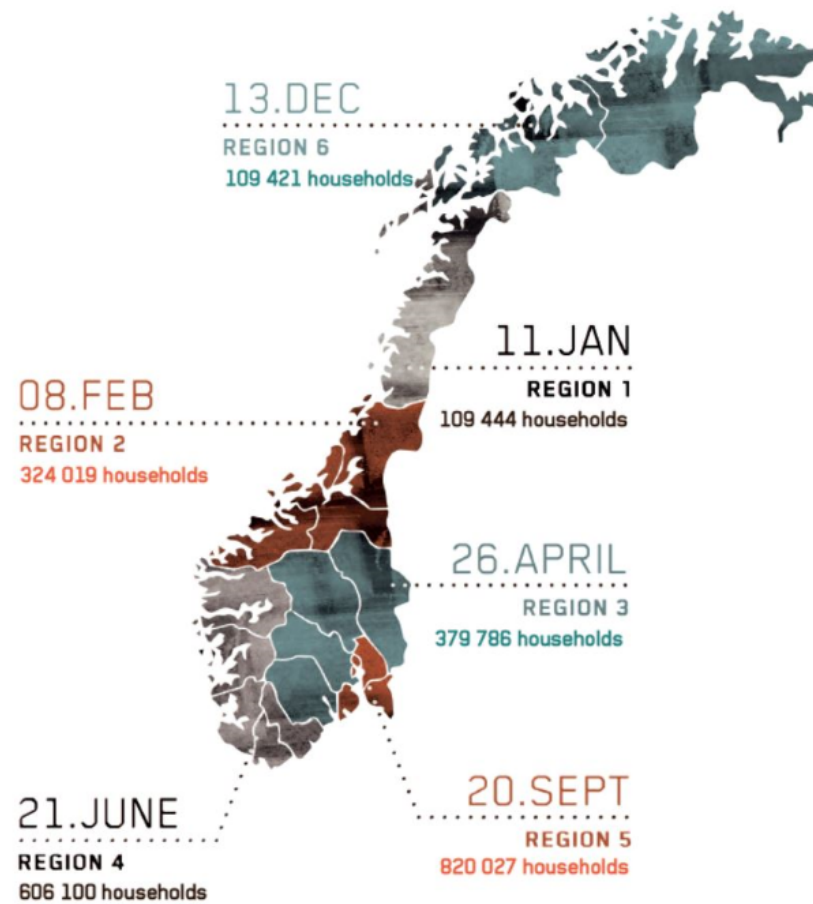 13.DEC
REGION 6
109 421 households
11.JAN
REGION 1
109 444 households
08.FEB
REGION 2
324 019 households
26.APRIL
REGION 3
379 786 households
21.JUNE
REGION 4
606 100 households
20.SEPT
REGION 5
820 027 households